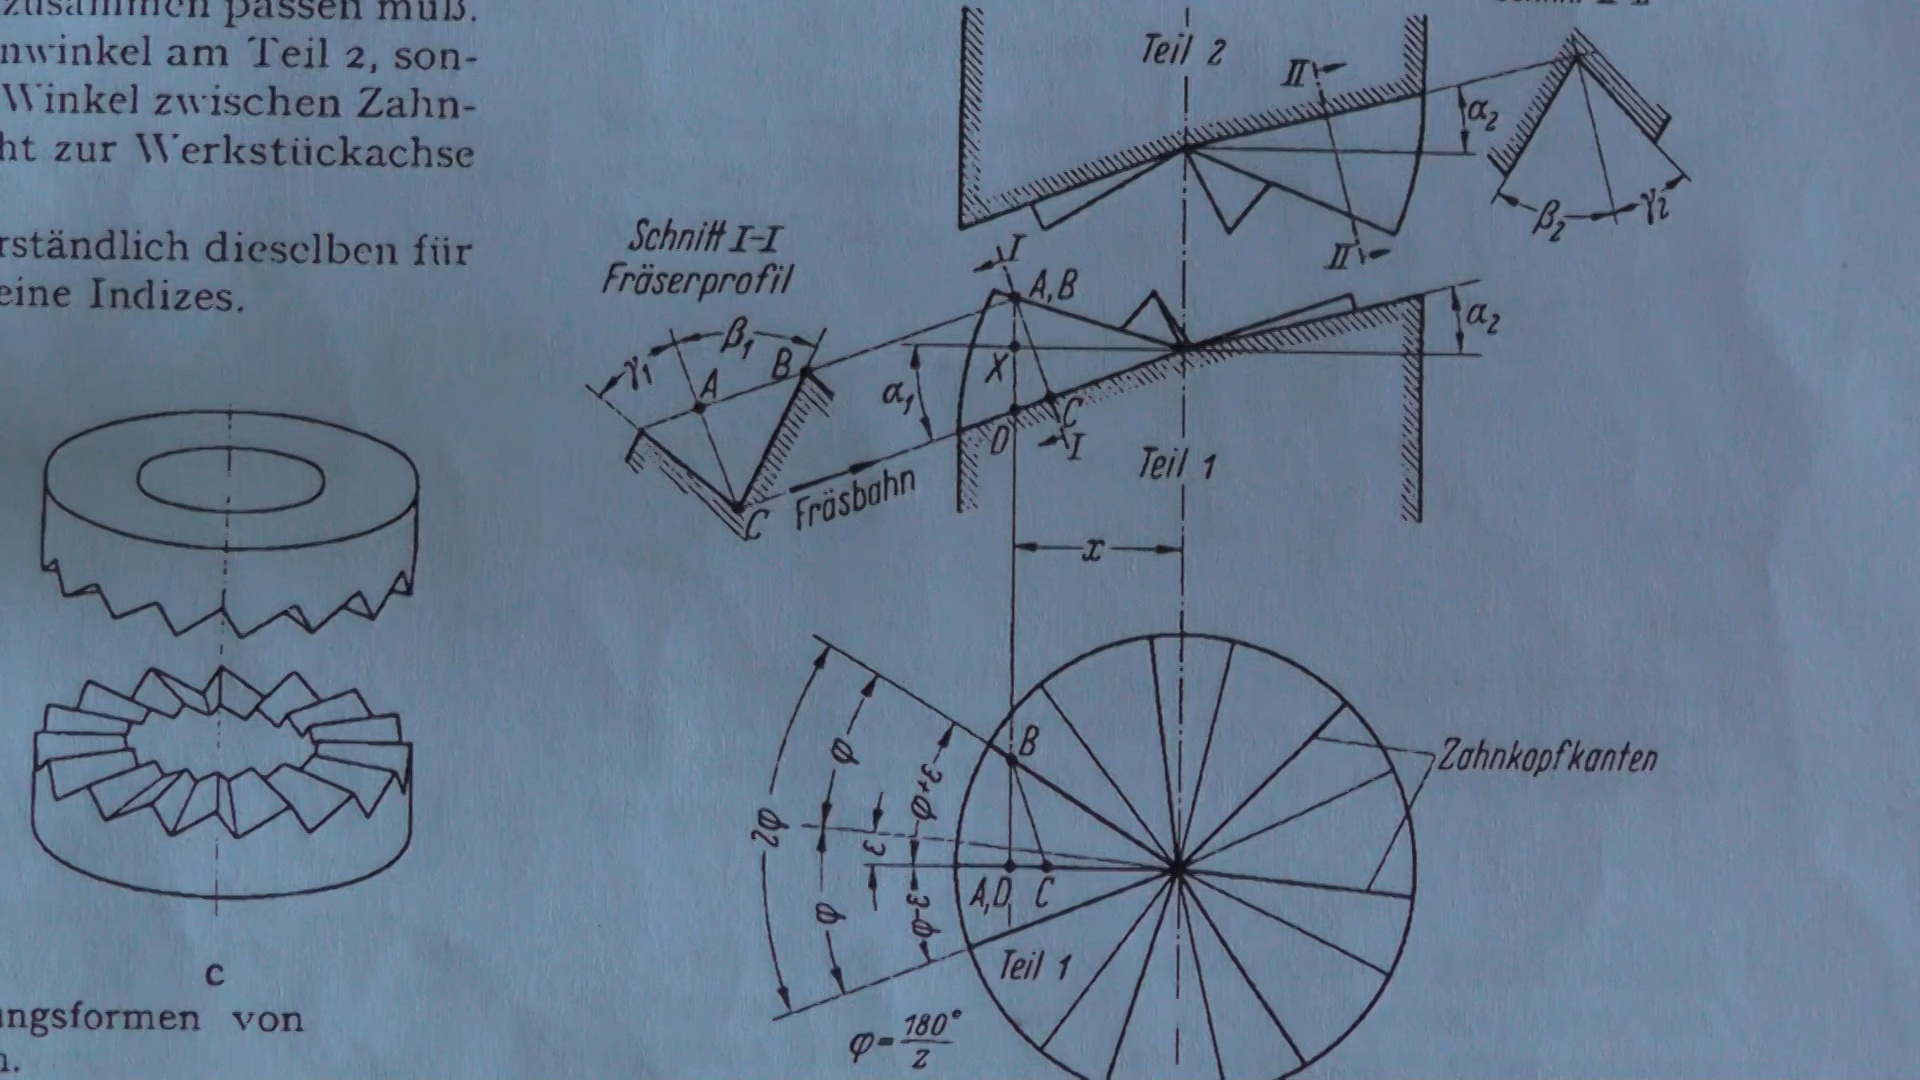 zusammen passen muß.
nwinkel am Teil 2, son-
Winkel zwischen Zahn-
ht zur Werkstückachse
rständlich dieselben für
eine Indizes.
c
ungsformen von
n.
Teil 2
II
II
α₂
β₂
γ₂
Schnitt I-I
Fräserprofil
γ₁
β₁
A
B
C
I
A,B
X
α₁
C
D
I
α₂
Teil 1
Fräsbahn
x
B
Zahnkopfkanten
2φ
φ
φ+ε
ε
φ
φ-ε
A,D
C
Teil 1
φ=180°/z